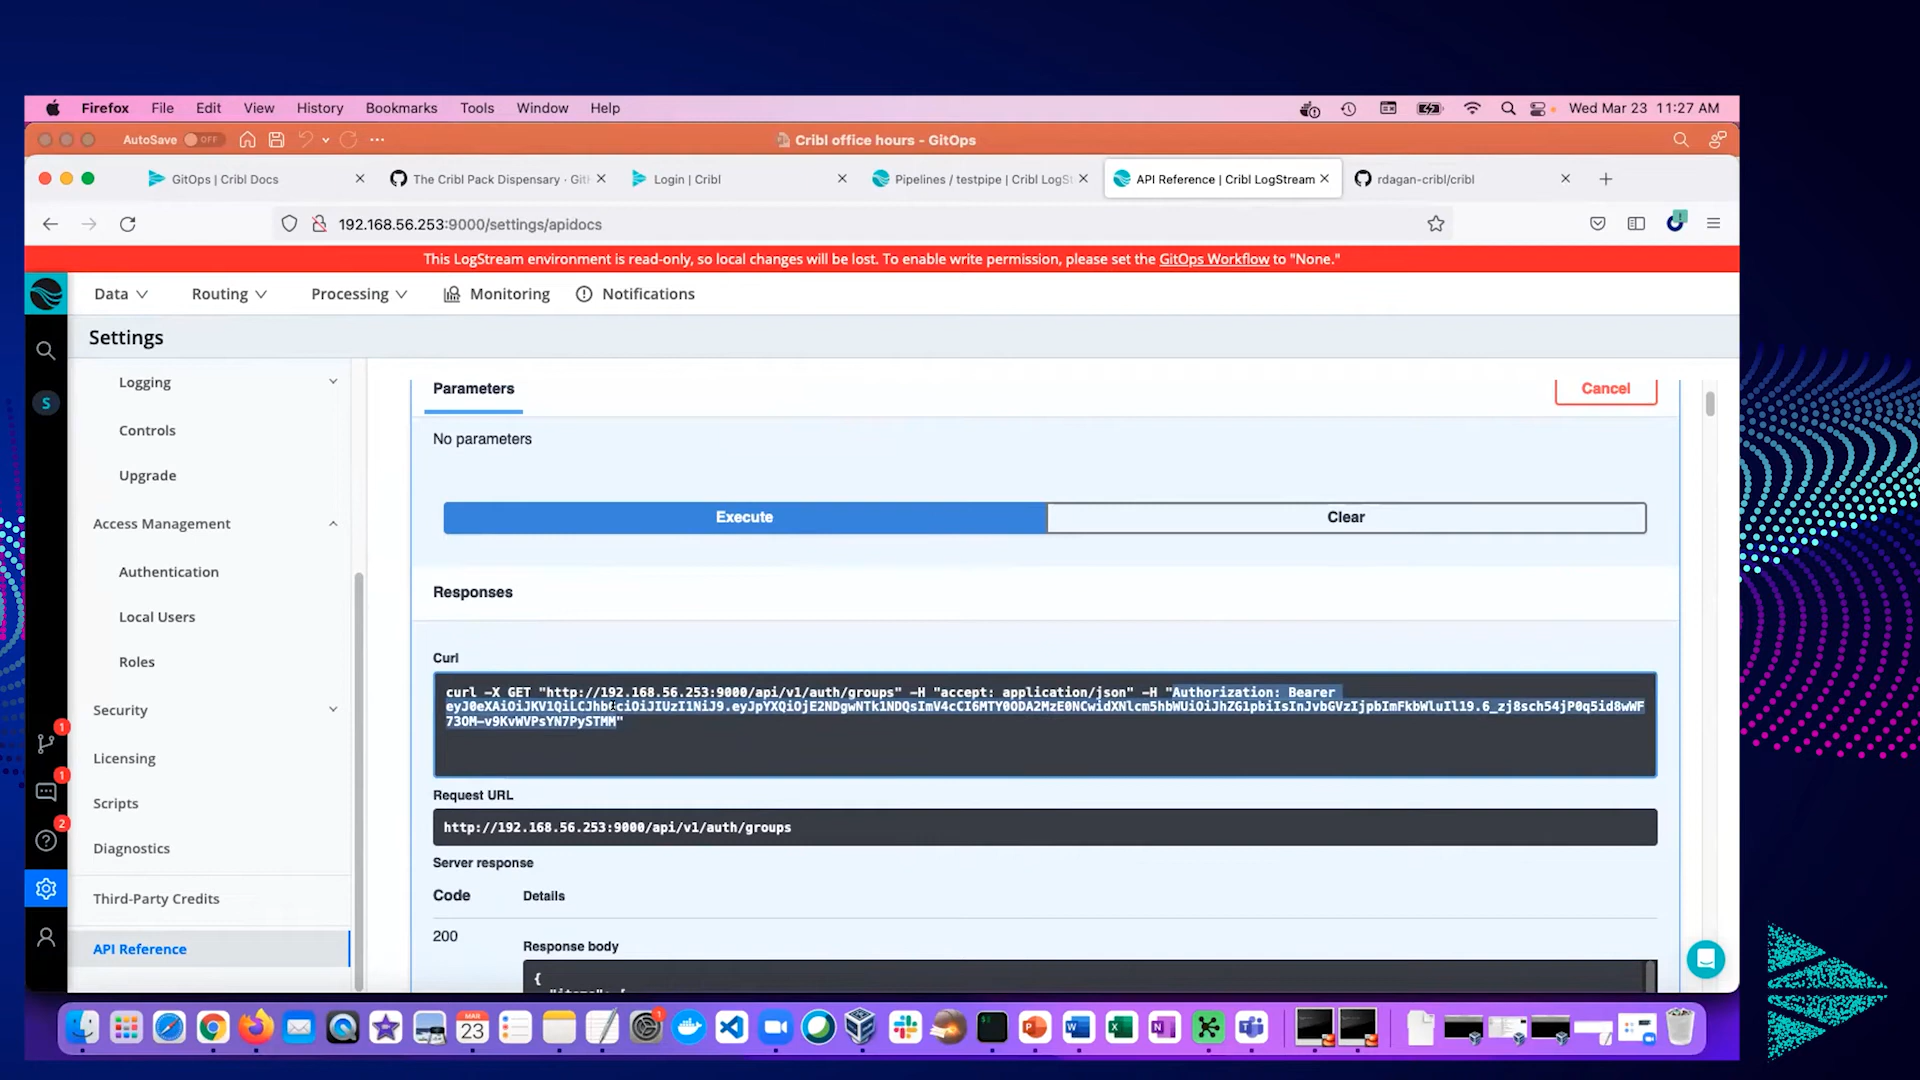 Firefox File Edit View History Bookmarks Tools Window Help Wed Mar 23 11:27 AM
AutoSave OFF Cribl office hours - GitOps
GitOps | Cribl Docs The Cribl Pack Dispensary · Git Login | Cribl Pipelines / testpipe | Cribl LogSt API Reference | Cribl LogStream rdagan-cribl/cribl
192.168.56.253:9000/settings/apidocs
This LogStream environment is read-only, so local changes will be lost. To enable write permission, please set the GitOps Workflow to "None."
Data Routing Processing Monitoring Notifications
Settings
S
Logging
Controls
Upgrade
Access Management
Authentication
Local Users
Roles
Security
Licensing
Scripts
Diagnostics
Third-Party Credits
API Reference
1
1
2
Parameters Cancel
No parameters
Execute Clear
Responses
Curl
curl -X GET "http://192.168.56.253:9000/api/v1/auth/groups" -H "accept: application/json" -H "Authorization: Bearer
Request URL
http://192.168.56.253:9000/api/v1/auth/groups
Server response
Code Details
200
Response body
{
MAR
23
1